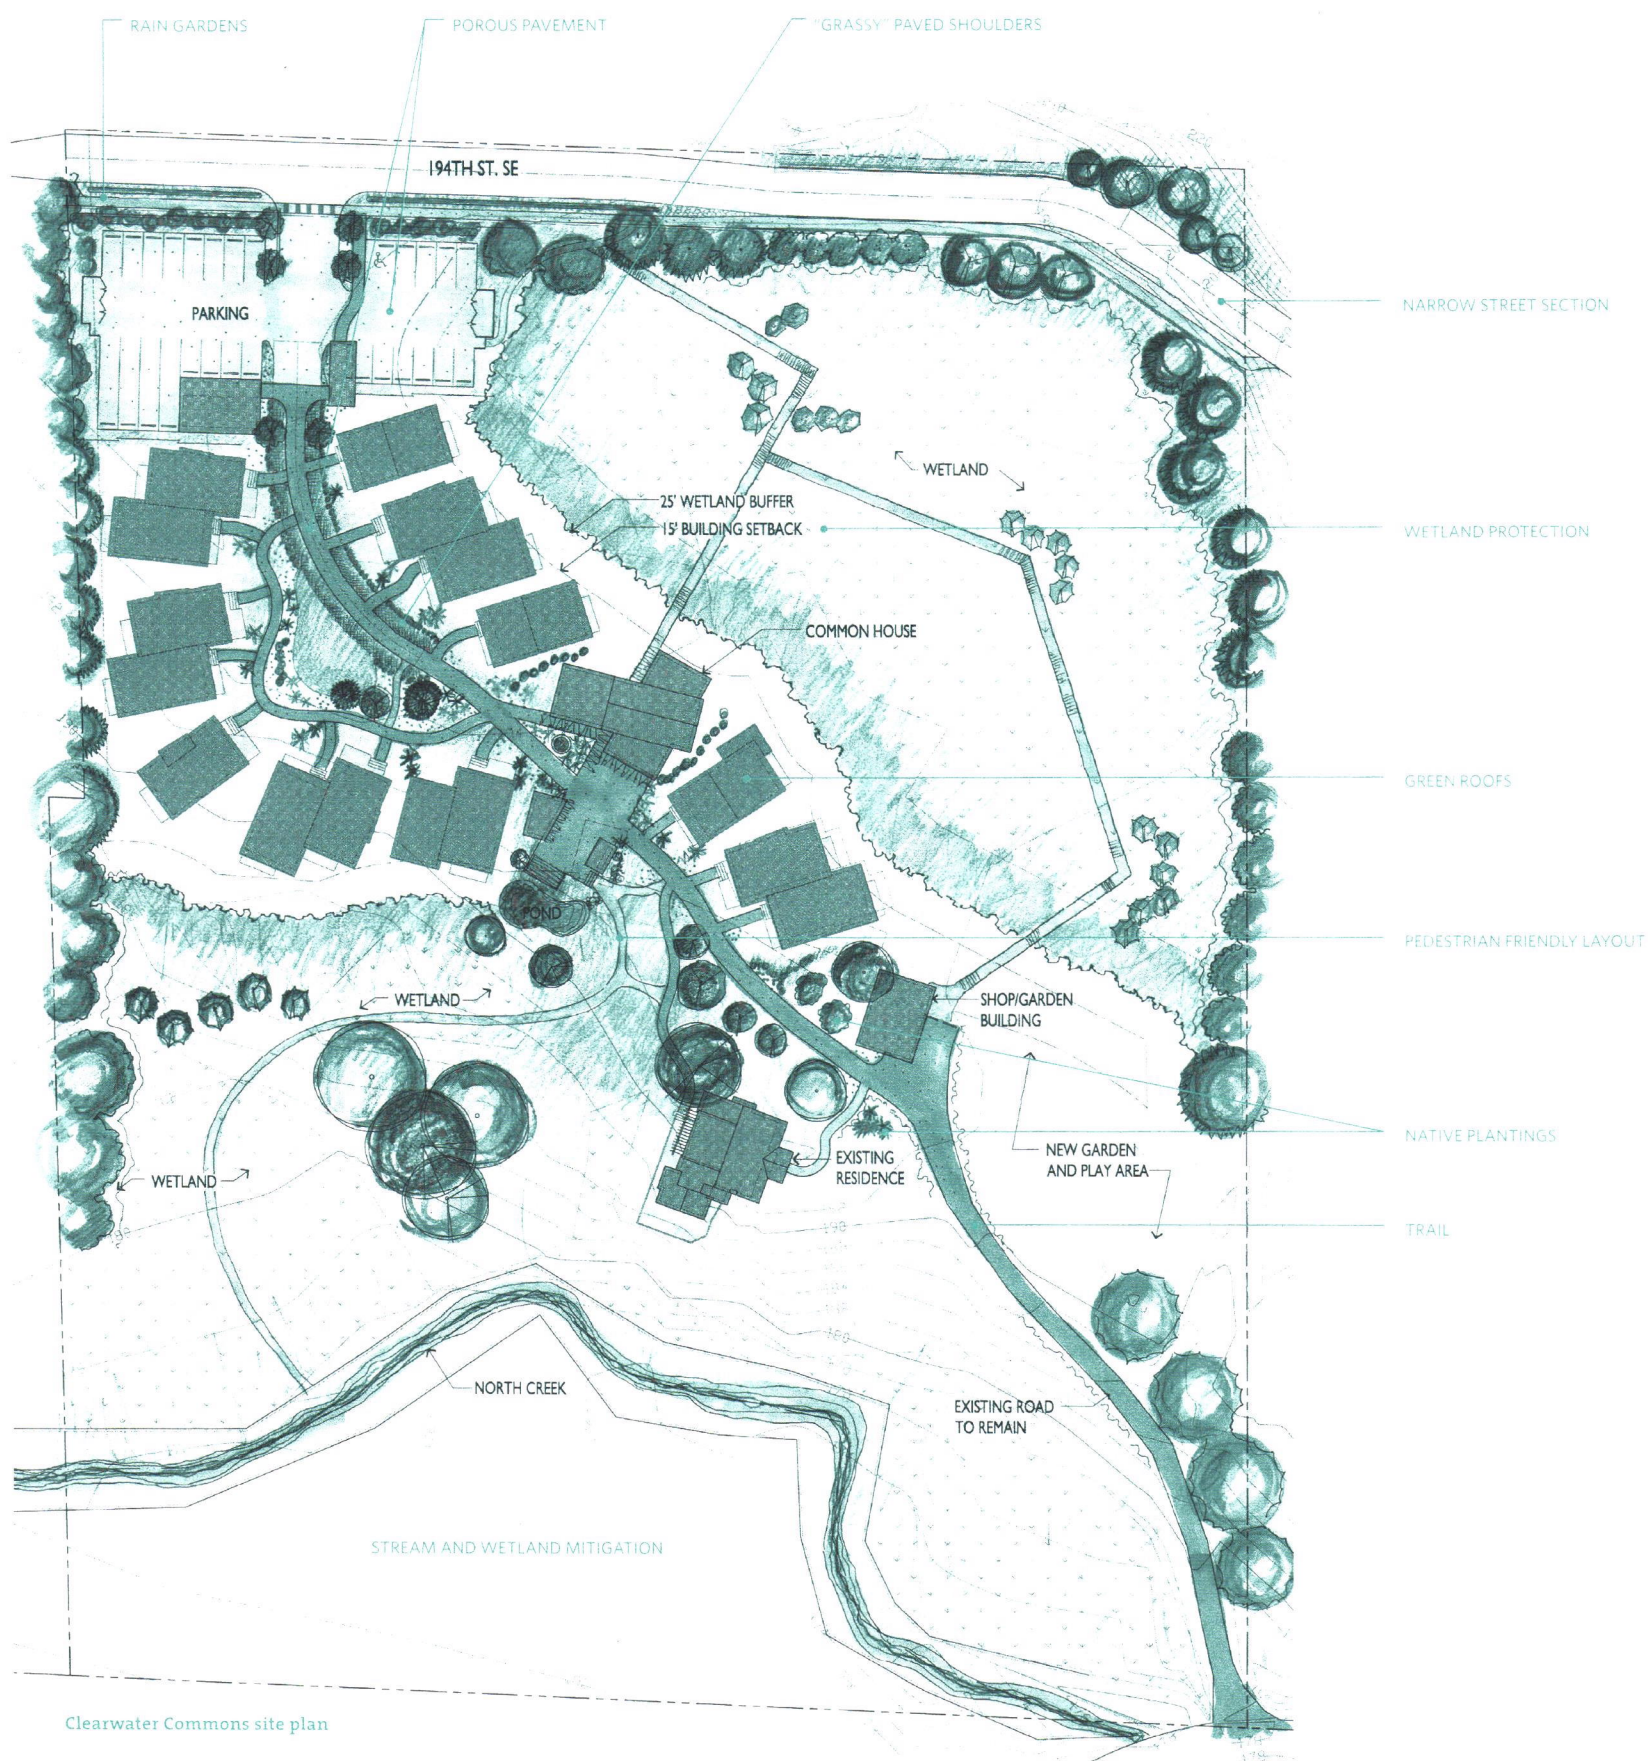 RAIN GARDENS
POROUS PAVEMENT
"GRASSY" PAVED SHOULDERS
194TH ST. SE
PARKING
NARROW STREET SECTION
WETLAND
25' WETLAND BUFFER
15' BUILDING SETBACK
WETLAND PROTECTION
COMMON HOUSE
GREEN ROOFS
POND
PEDESTRIAN FRIENDLY LAYOUT
WETLAND
SHOP/GARDEN
BUILDING
NATIVE PLANTINGS
NEW GARDEN
AND PLAY AREA
EXISTING
RESIDENCE
WETLAND
190
TRAIL
180
NORTH CREEK
EXISTING ROAD
TO REMAIN
STREAM AND WETLAND MITIGATION
Clearwater Commons site plan